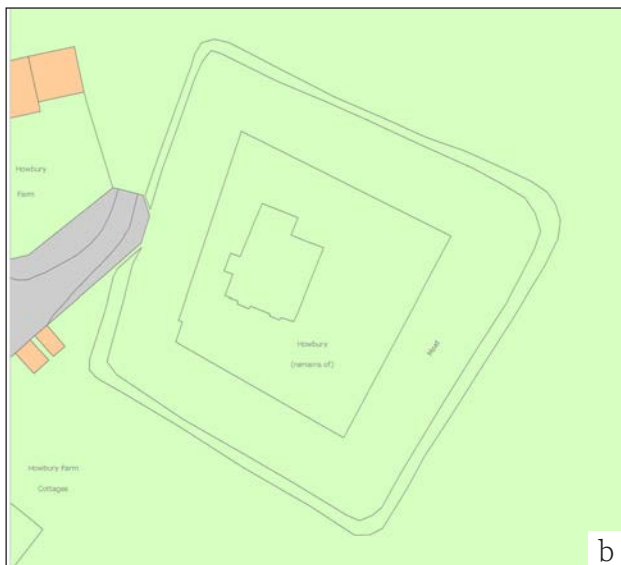 Howbury
Farm
Howbury
(remains of)
Moat
Howbury Farm
Cottages
b